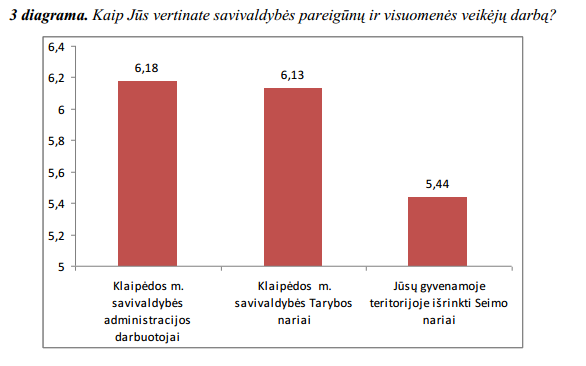 3 diagrama. Kaip Jūs vertinate savivaldybės pareigūnų ir visuomenės veikėjų darbą?
6,4
6,2
6
5,8
5,6
5,4
5,2
5
6,18
6,13
5,44
Klaipėdos m.
savivaldybės
administracijos
darbuotojai
Klaipėdos m.
savivaldybės Tarybos
nariai
Jūsų gyvenamoje
teritorijoje išrinkti Seimo
nariai